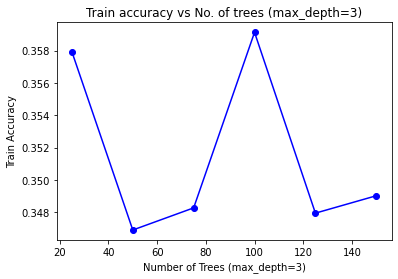 Train accuracy vs No. of trees (max_depth=3)
0.358
0.356
0.354
0.352
0.350
0.348
Train Accuracy
20 40 60 80 100 120 140
Number of Trees (max_depth=3)